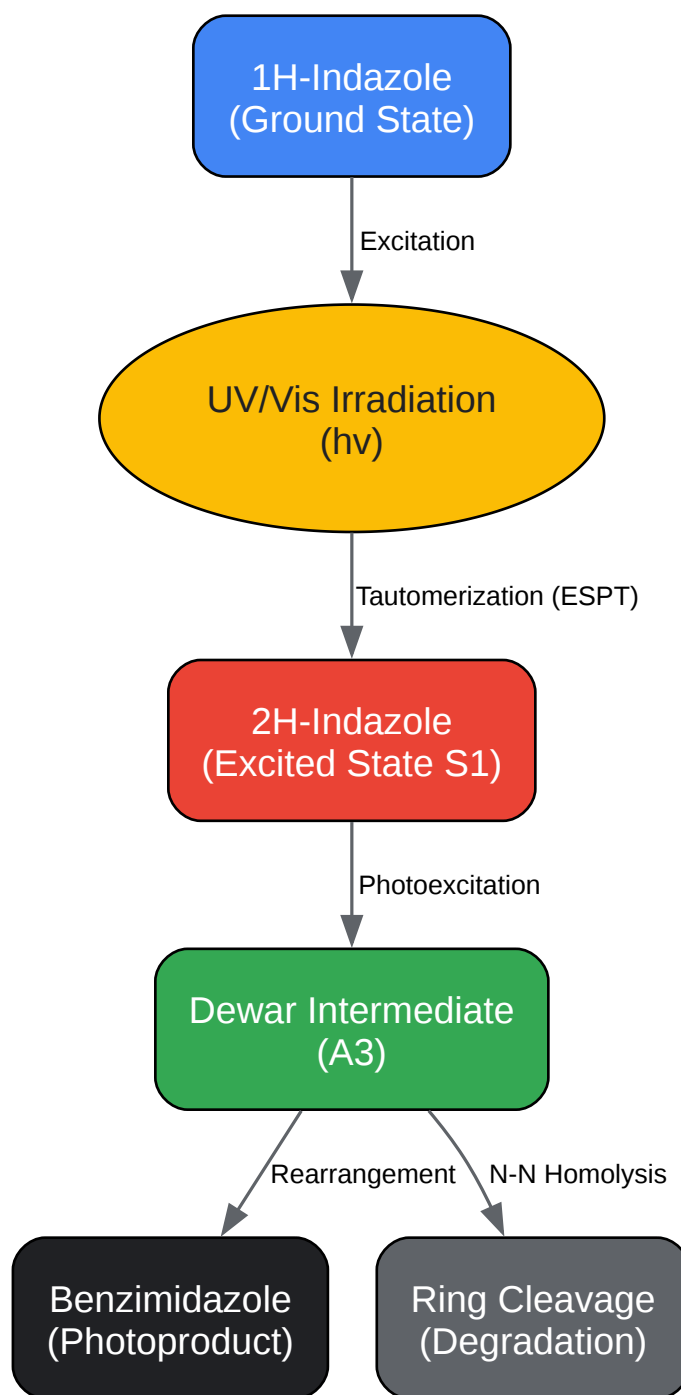 1H-Indazole
(Ground State)
Excitation
UV/Vis Irradiation
(hv)
Tautomerization (ESPT)
2H-Indazole
(Excited State S1)
Photoexcitation
Dewar Intermediate
(A3)
Rearrangement
N-N Homolysis
Benzimidazole
(Photoproduct)
Ring Cleavage
(Degradation)